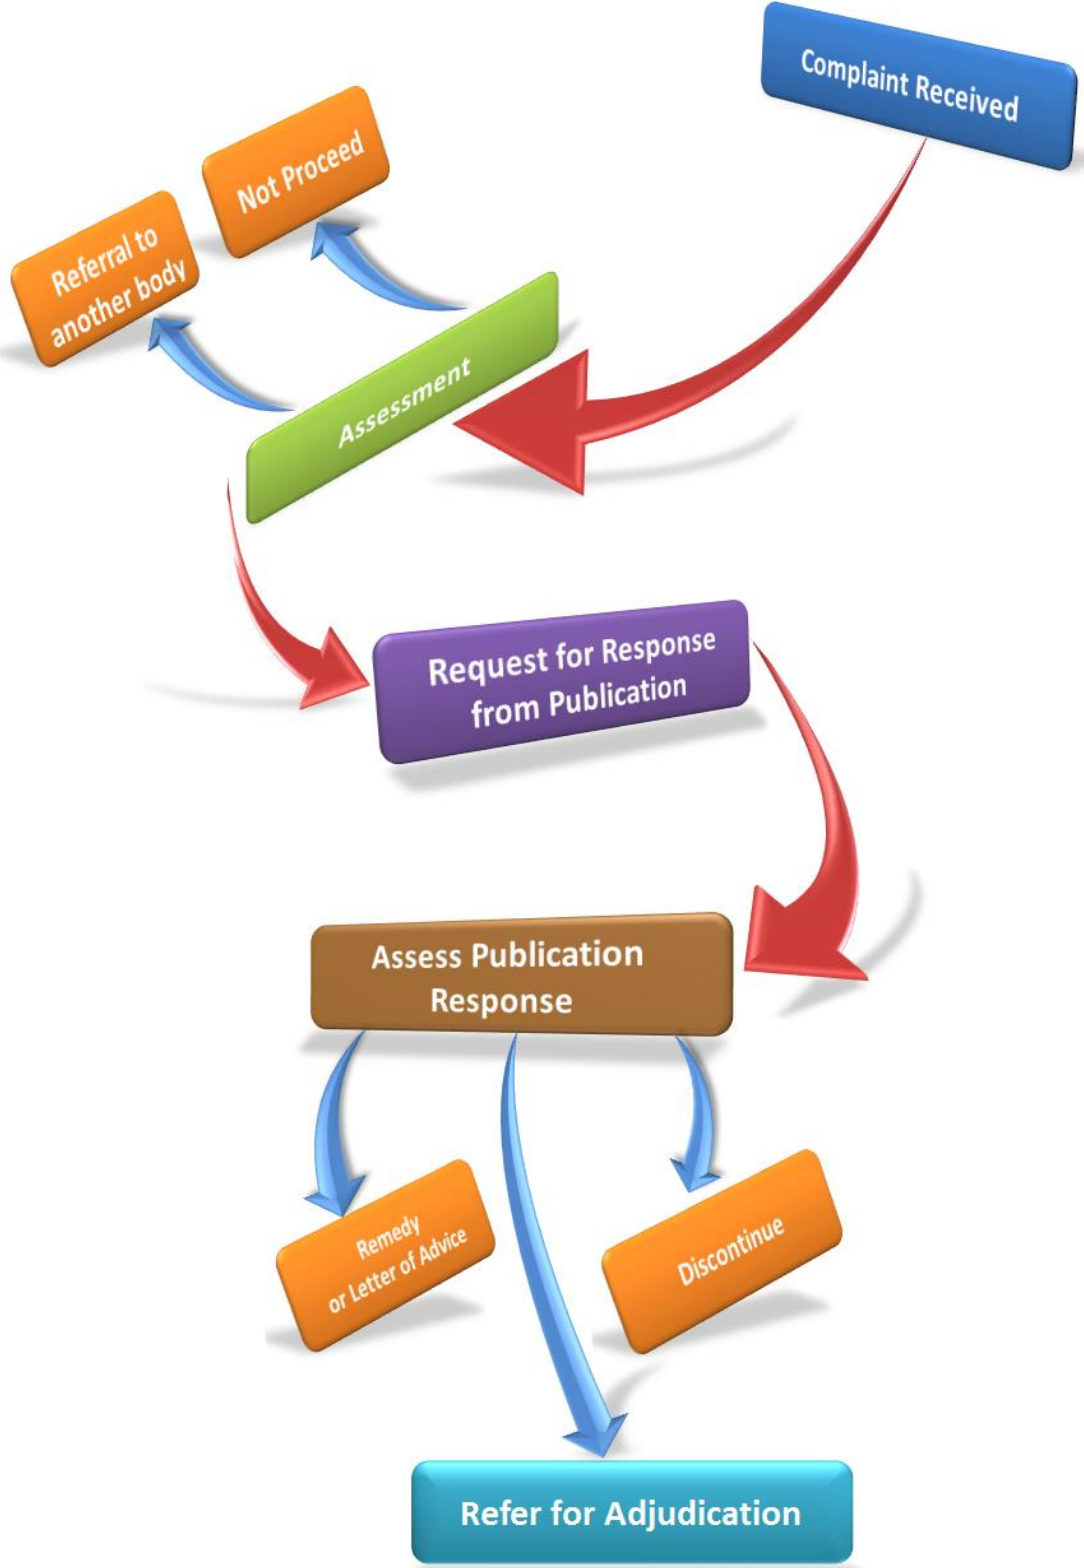 Complaint Received
Not Proceed
Referral to
another body
Assessment
Request for Response
from Publication
Assess Publication
Response
Remedy
or Letter of Advice
Discontinue
Refer for Adjudication